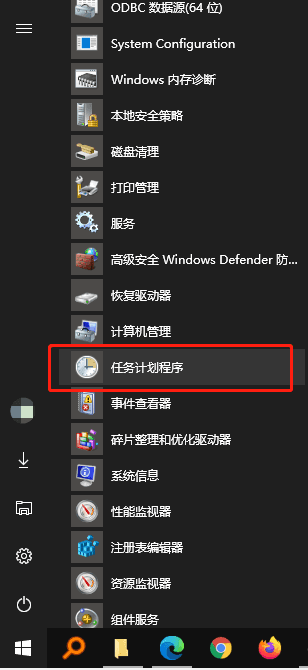 ODBC 数据源(64 位)
System Configuration
Windows 内存诊断
本地安全策略
磁盘清理
打印管理
服务
高级安全 Windows Defender 防...
恢复驱动器
计算机管理
任务计划程序
事件查看器
碎片整理和优化驱动器
系统信息
性能监视器
注册表编辑器
资源监视器
组件服务